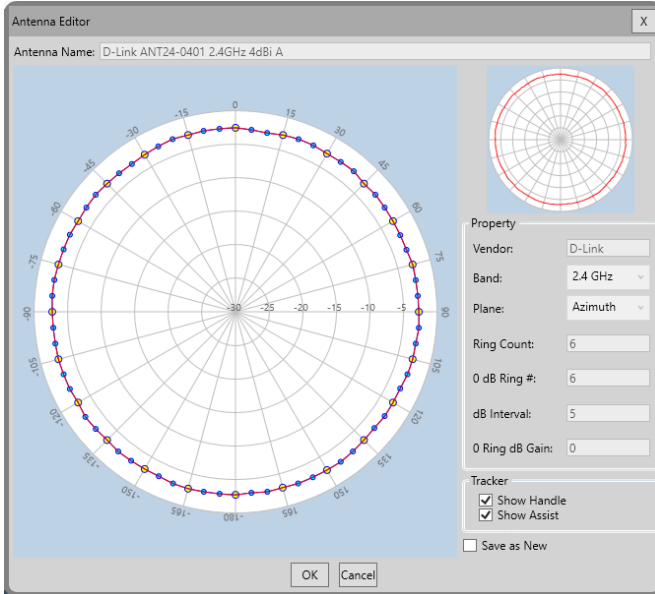 Antenna Editor
X
Antenna Name: D-Link ANT24-0401 2.4GHz 4dBi A
0
-15 15
-30 30
-45 45
-60 60
-75 75
-90 -30 -25 -20 -15 -10 -5 90
-105 105
-120 120
-135 135
-150 150
-165 165
-180
Property
Vendor: D-Link
Band: 2.4 GHz
Plane: Azimuth
Ring Count: 6
0 dB Ring #: 6
dB Interval: 5
0 Ring dB Gain: 0
Tracker
Show Handle
Show Assist
Save as New
OK Cancel